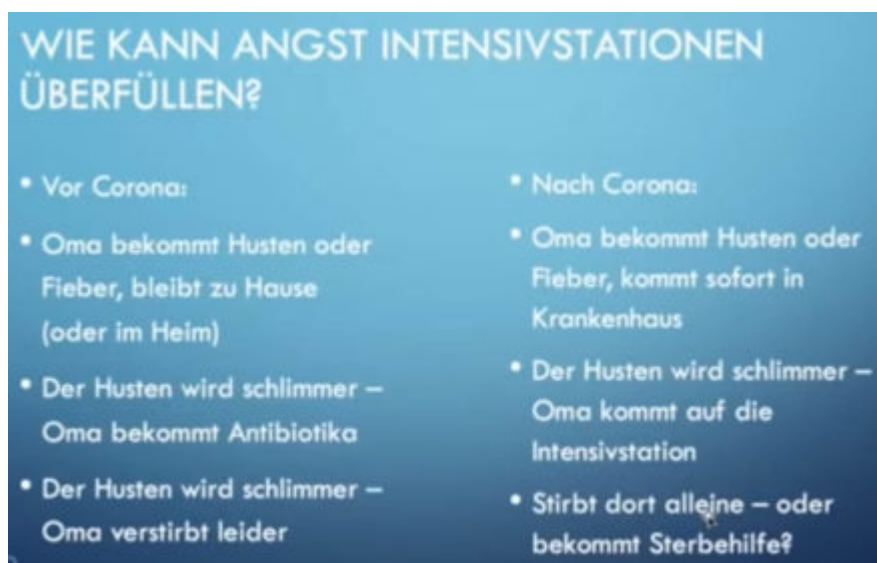 WIE KANN ANGST INTENSIVSTATIONEN
ÜBERFÜLLEN?
• Vor Corona:
• Oma bekommt Husten oder
Fieber, bleibt zu Hause
(oder im Heim)
• Der Husten wird schlimmer –
Oma bekommt Antibiotika
• Der Husten wird schlimmer –
Oma verstirbt leider
• Nach Corona:
• Oma bekommt Husten oder
Fieber, kommt sofort in
Krankenhaus
• Der Husten wird schlimmer –
Oma kommt auf die
Intensivstation
• Stirbt dort alleine – oder
bekommt Sterbehilfe?